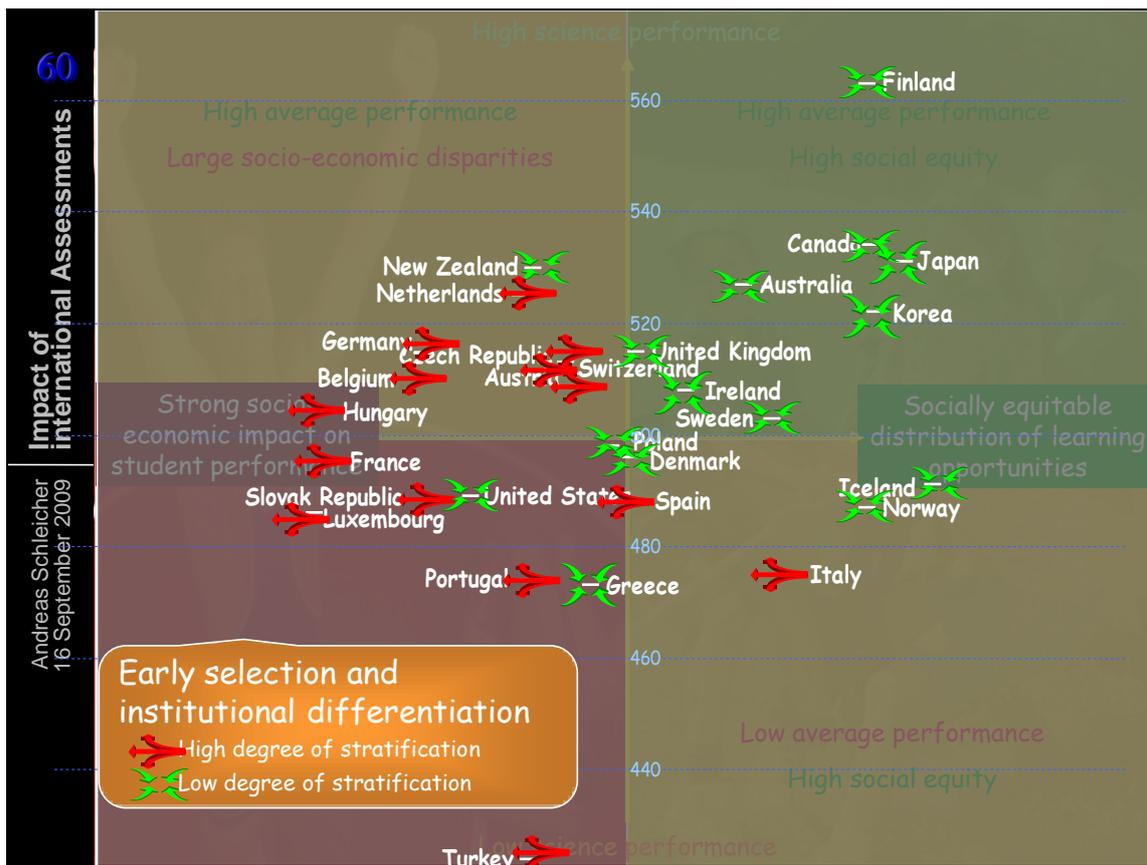 60
Impact of
international Assessments
Andreas Schleicher
16 September 2009
High science performance
560
Finland
High average performance
Large socio-economic disparities
High average performance
High social equity
540
Canada
Japan
New Zealand
Netherlands
Australia
Korea
520
Germany
Czech Republic
United Kingdom
Belgium
Austria
Switzerland
Hungary
Ireland
Sweden
Strong socio-
economic impact on
student performance
Socially equitable
distribution of learning
opportunities
500
Poland
Denmark
France
Slovak Republic
United States
Spain
Luxembourg
Iceland
Norway
480
Portugal
Greece
Italy
460
Early selection and
institutional differentiation
High degree of stratification
Low degree of stratification
Low average performance
High social equity
440
Low science performance
Turkey